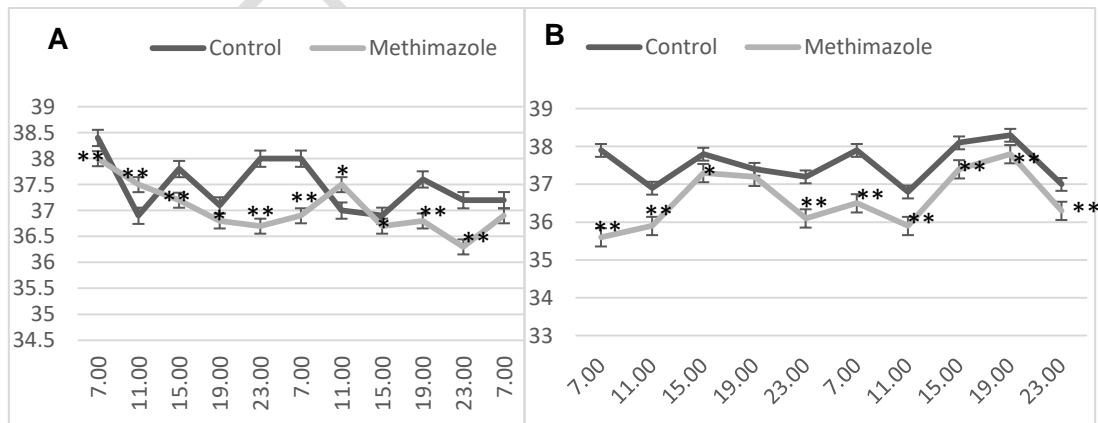 A
Control Methimazole
39
38.5
38
37.5
37
36.5
36
35.5
35
34.5
** ** ** * ** ** * * ** **
7.00 11.00 15.00 19.00 23.00 7.00 11.00 15.00 19.00 23.00 7.00
B
Control Methimazole
39
38
37
36
35
34
33
** ** * ** ** ** ** ** **
7.00 11.00 15.00 19.00 23.00 7.00 11.00 15.00 19.00 23.00